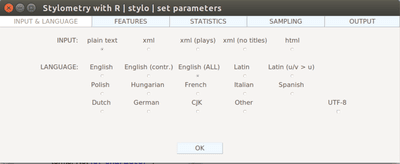 Stylometry with R | stylo | set parameters
INPUT & LANGUAGE FEATURES STATISTICS SAMPLING OUTPUT
INPUT: plain text xml xml (plays) xml (no titles) html
LANGUAGE: English English (contr.) English (ALL) Latin Latin (u/v > u)
Polish Hungarian French Italian Spanish
Dutch German CJK Other UTF-8
OK